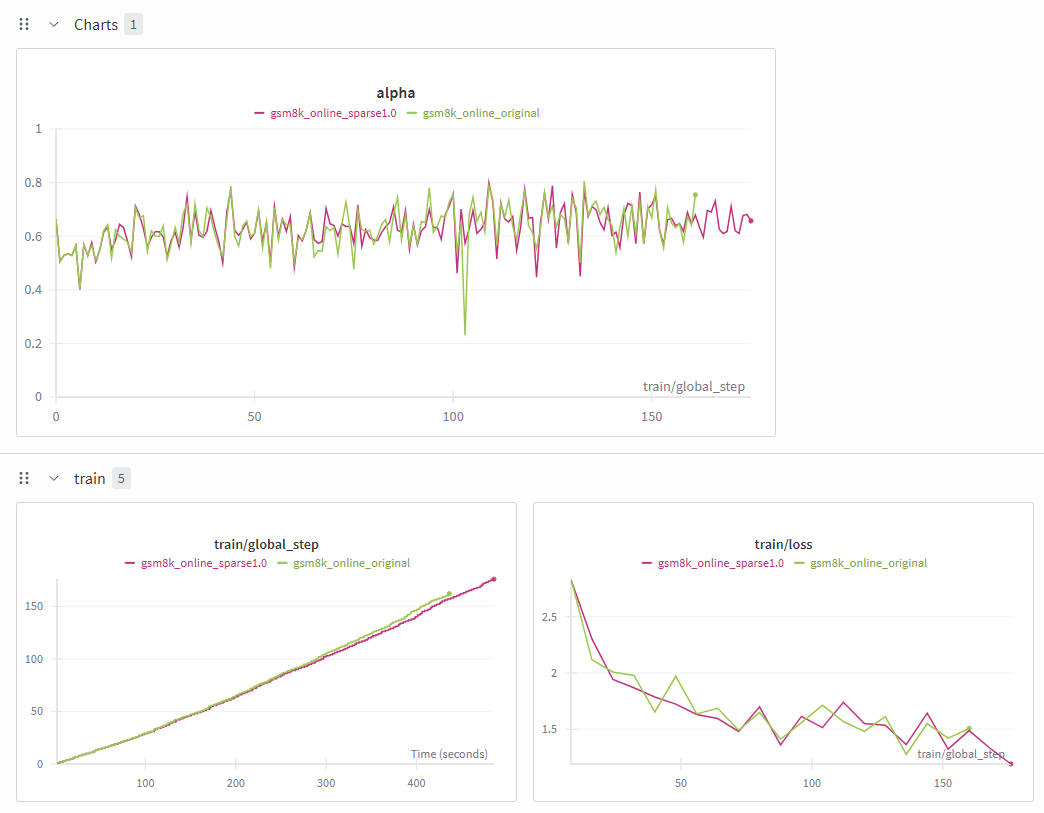 Charts 1
alpha
gsm8k_online_sparse1.0 gsm8k_online_original
1
0.8
0.6
0.4
0.2
0
train/global_step
0 50 100 150
train 5
train/global_step
gsm8k_online_sparse1.0 gsm8k_online_original
150
100
50
0
Time (seconds)
100 200 300 400
train/loss
gsm8k_online_sparse1.0 gsm8k_online_original
2.5
2
1.5
train/global_step
50 100 150